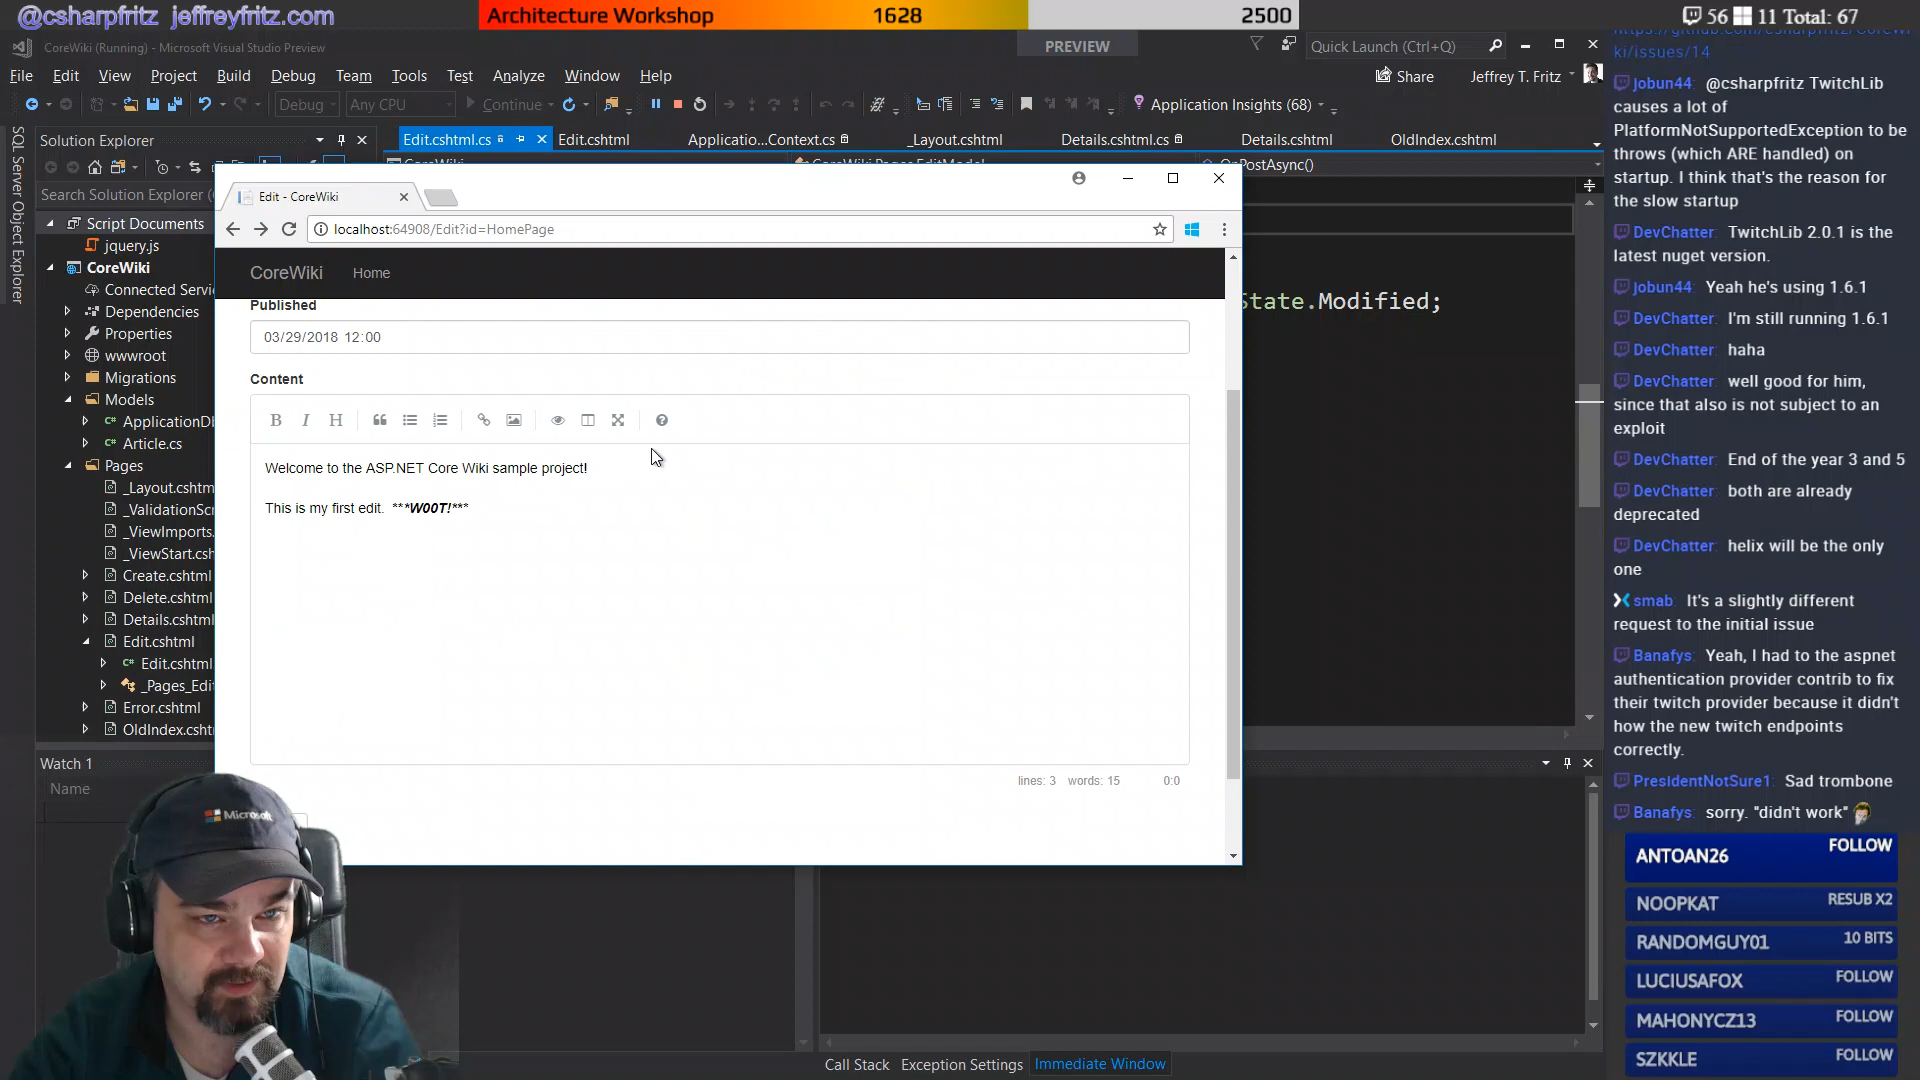 @csharpfritz jeffreyfritz.com
Architecture Workshop 1628 2500
56 11 Total: 67
CoreWiki (Running) - Microsoft Visual Studio Preview
PREVIEW
Quick Launch (Ctrl+Q)
File Edit View Project Build Debug Team Tools Test Analyze Window Help
Share
Jeffrey T. Fritz
Debug
Any CPU
Continue
Application Insights (68)
SQL Server Object Explorer
Solution Explorer
Search Solution Explorer (
Script Documents
jquery.js
CoreWiki
Connected Servi
Dependencies
Properties
wwwroot
Migrations
Models
ApplicationDb
Article.cs
Pages
_Layout.cshtm
_ValidationScr
_ViewImports.
_ViewStart.csh
Create.cshtml
Delete.cshtml
Details.cshtml
Edit.cshtml
Edit.cshtml
_Pages_Edi
Error.cshtml
OldIndex.cshtml
Edit.cshtml.cs
Edit.cshtml
Applicatio...Context.cs
_Layout.cshtml
Details.cshtml.cs
Details.cshtml
OldIndex.cshtml
OnPostAsync()
State.Modified;
Edit - CoreWiki
localhost:64908/Edit?id=HomePage
CoreWiki Home
Published
03/29/2018 12:00
Content
B I H
Welcome to the ASP.NET Core Wiki sample project!
This is my first edit. ***W00T!***
lines: 3 words: 15 0:0
Watch 1
Name
Microsoft
Call Stack Exception Settings Immediate Window
https://github.com/csharpfritz/CoreWi
ki/issues/14
jobun44: @csharpfritz TwitchLib
causes a lot of
PlatformNotSupportedException to be
throws (which ARE handled) on
startup. I think that's the reason for
the slow startup
DevChatter: TwitchLib 2.0.1 is the
latest nuget version.
jobun44: Yeah he's using 1.6.1
DevChatter: I'm still running 1.6.1
DevChatter: haha
DevChatter: well good for him,
since that also is not subject to an
exploit
DevChatter: End of the year 3 and 5
DevChatter: both are already
deprecated
DevChatter: helix will be the only
one
smab: It's a slightly different
request to the initial issue
Banafys: Yeah, I had to the aspnet
authentication provider contrib to fix
their twitch provider because it didn't
how the new twitch endpoints
correctly.
PresidentNotSure1: Sad trombone
Banafys: sorry. "didn't work"
ANTOAN26 FOLLOW
NOOPKAT RESUB X2
RANDOMGUY01 10 BITS
LUCIUSAFOX FOLLOW
MAHONYCZ13 FOLLOW
SZKKLE FOLLOW